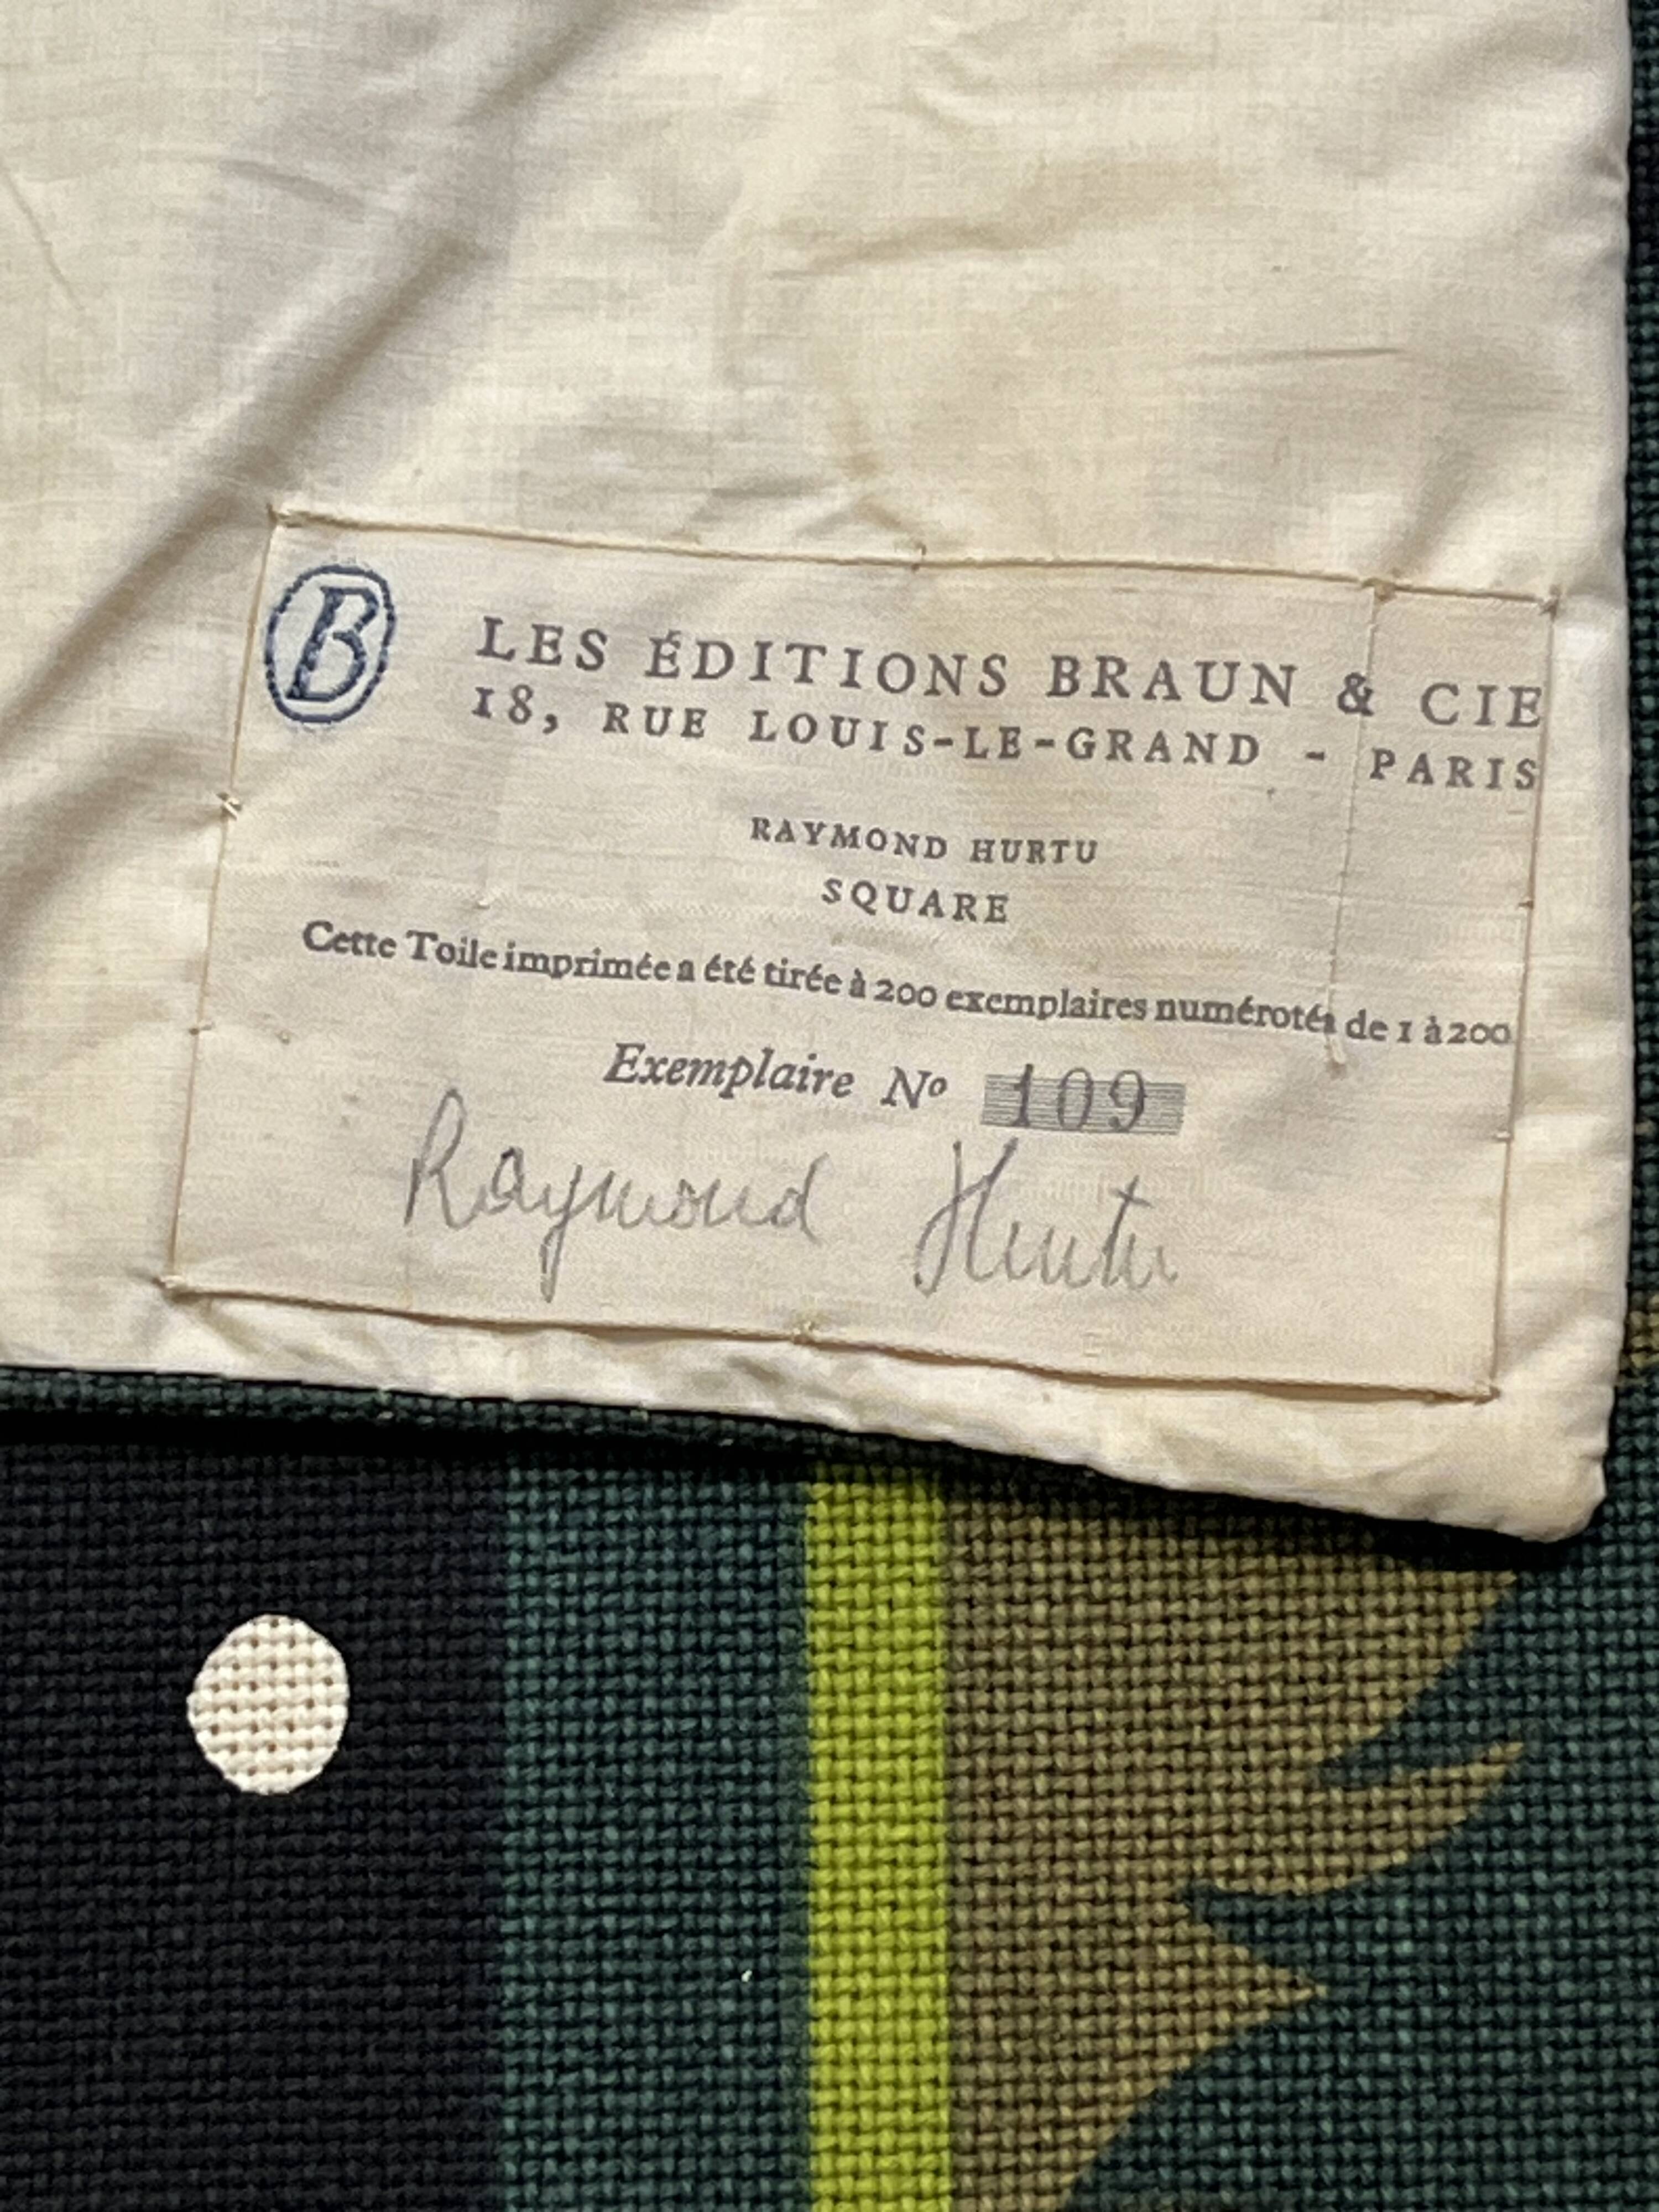 B
LES ÉDITIONS BRAUN & CIE
18, RUE LOUIS-LE-GRAND - PARIS
RAYMOND HURTU
SQUARE
Cette Toile imprimée a été tirée à 200 exemplaires numérotés de 1 à 200
Exemplaire Nº 109
Raymond Hurtu